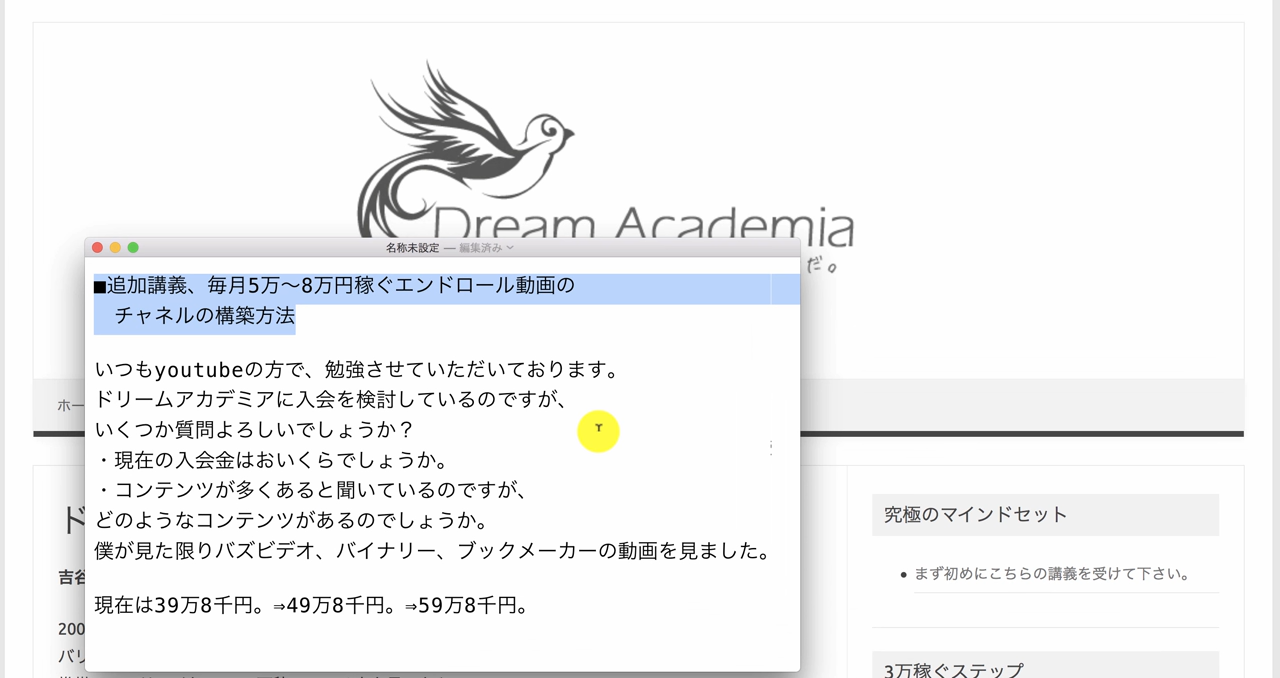 Dream Academia
だ。
名称未設定 — 編集済み
■追加講義、毎月5万〜8万円稼ぐエンドロール動画の
チャネルの構築方法
いつもyoutubeの方で、勉強させていただいております。
ドリームアカデミアに入会を検討しているのですが、
いくつか質問よろしいでしょうか？
・現在の入会金はおいくらでしょうか。
・コンテンツが多くあると聞いているのですが、
どのようなコンテンツがあるのでしょうか。
僕が見た限りバズビデオ、バイナリー、ブックメーカーの動画を見ました。
現在は39万8千円。⇒49万8千円。⇒59万8千円。
ホー
ド
吉谷
200
バリ
究極のマインドセット
まず初めにこちらの講義を受けて下さい。
3万稼ぐステップ